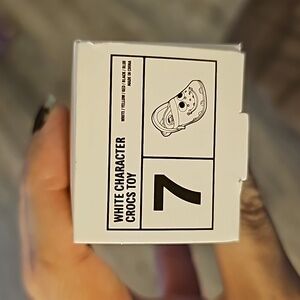 WHITE CHARACTER
CROCS TOY
WHITE / YELLOW / RED / BLACK / BLUE
MADE IN CHINA
7